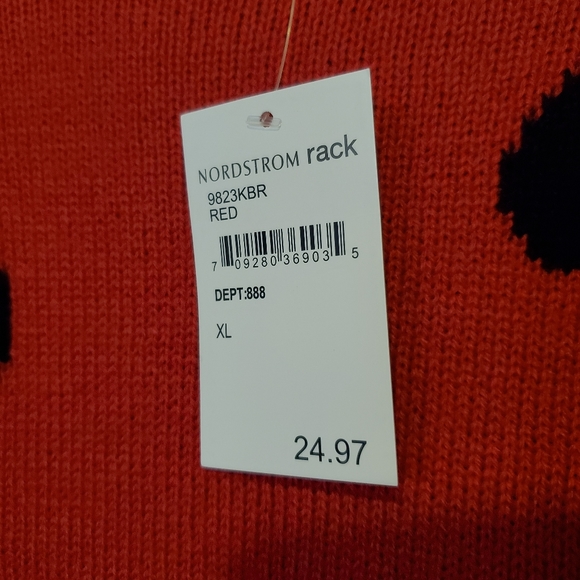 NORDSTROM rack
9823KBR
RED
7 09280 36903 5
DEPT:888
XL
24.97